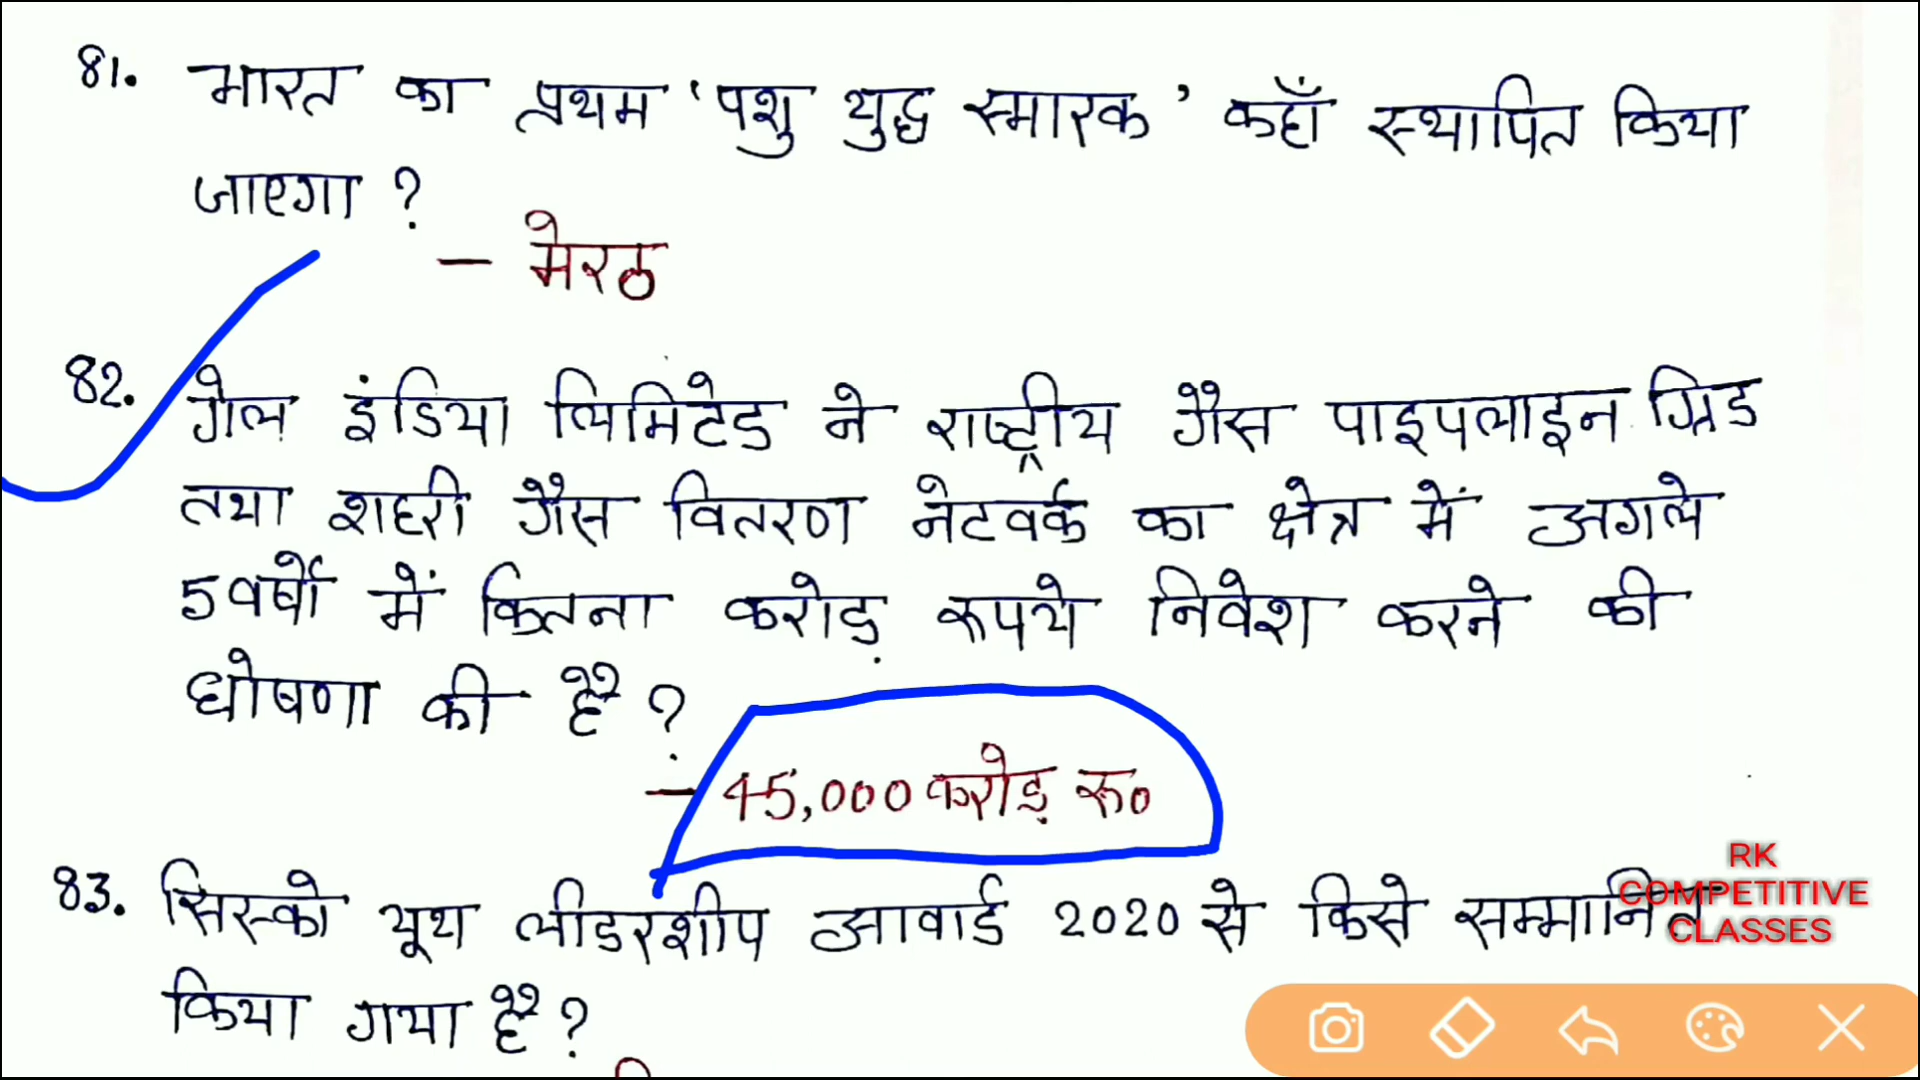 81. भारत का प्रथम 'पशु युद्ध स्मारक' कहाँ स्थापित किया
जाएगा ?
– मेरठ
82. गेल इंडिया लिमिटेड ने राष्ट्रीय गैस पाइपलाइन ग्रिड
तथा शहरी गैस वितरण नेटवर्क का क्षेत्र में अगले
5 वर्षों में कितना करोड़ रूपये निवेश करने की
घोषणा की है ?
– 45,000 करोड़ रू०
83. सिस्को यूथ लीडरशीप आवार्ड 2020 से किसे सम्मानित
किया गया है ?
RK
COMPETITIVE
CLASSES